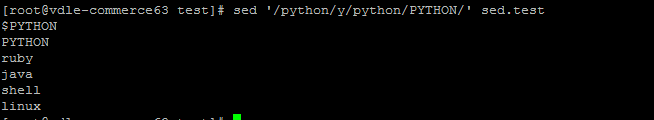 [root@vdle-commerce63 test]# sed '/python/y/python/PYTHON/' sed.test
$PYTHON
PYTHON
ruby
java
shell
linux